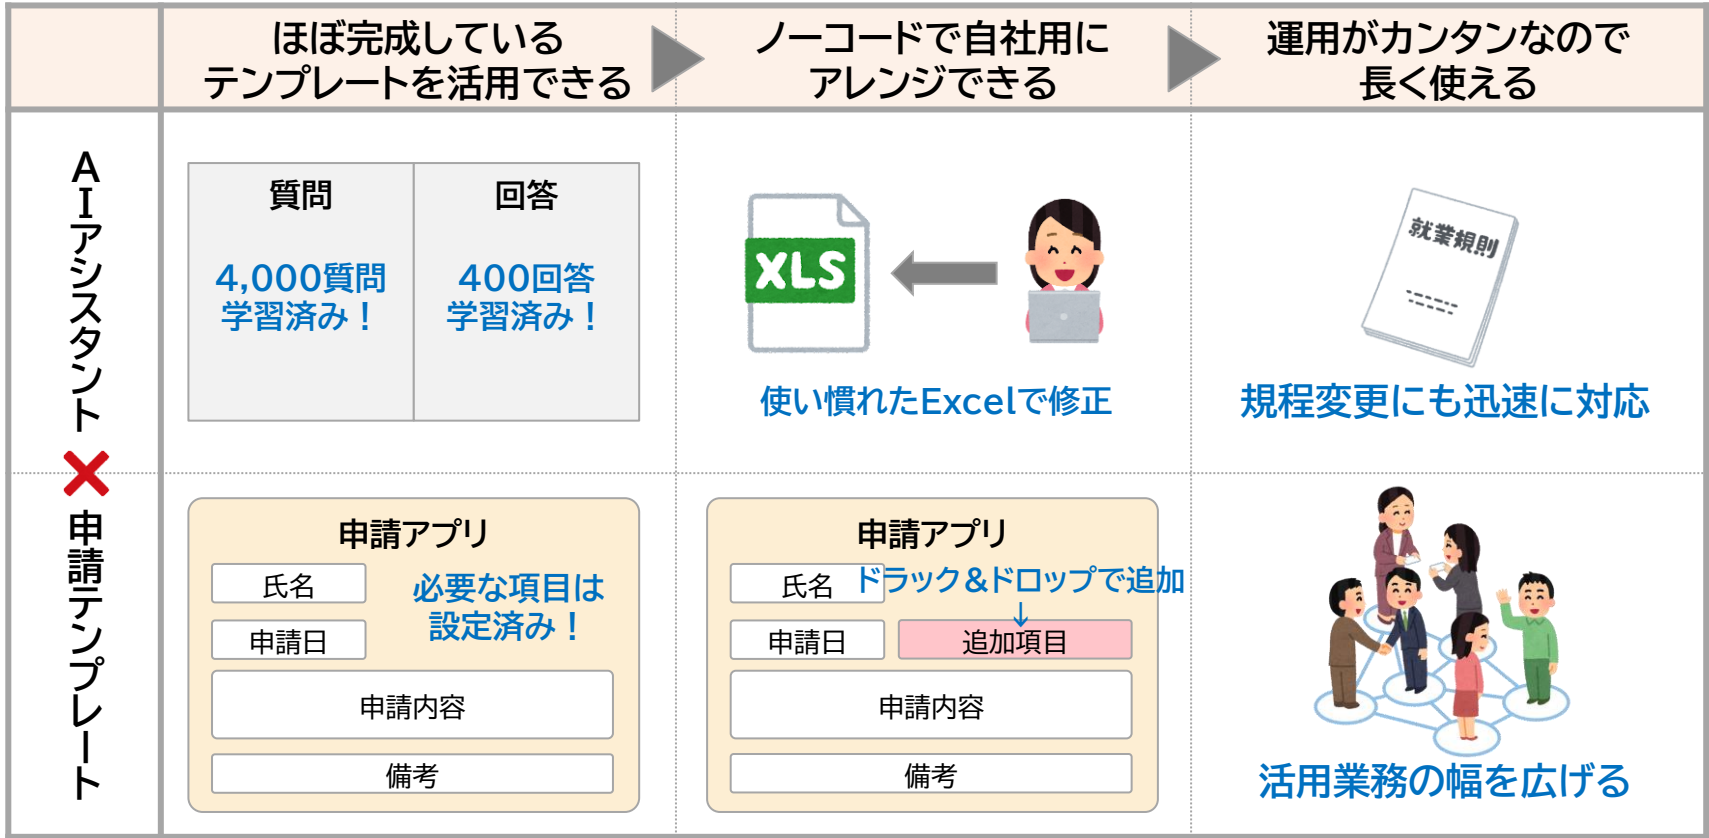 ほぼ完成している
テンプレートを活用できる
ノーコードで自社用に
アレンジできる
運用がカンタンなので
長く使える
AIアシスタント
質問
回答
4,000質問
学習済み！
400回答
学習済み！
XLS
使い慣れたExcelで修正
就業規則
規程変更にも迅速に対応
×
申請テンプレート
申請アプリ
氏名
必要な項目は
設定済み！
申請日
申請内容
備考
申請アプリ
氏名
ドラック&ドロップで追加
↓
申請日
追加項目
申請内容
備考
活用業務の幅を広げる